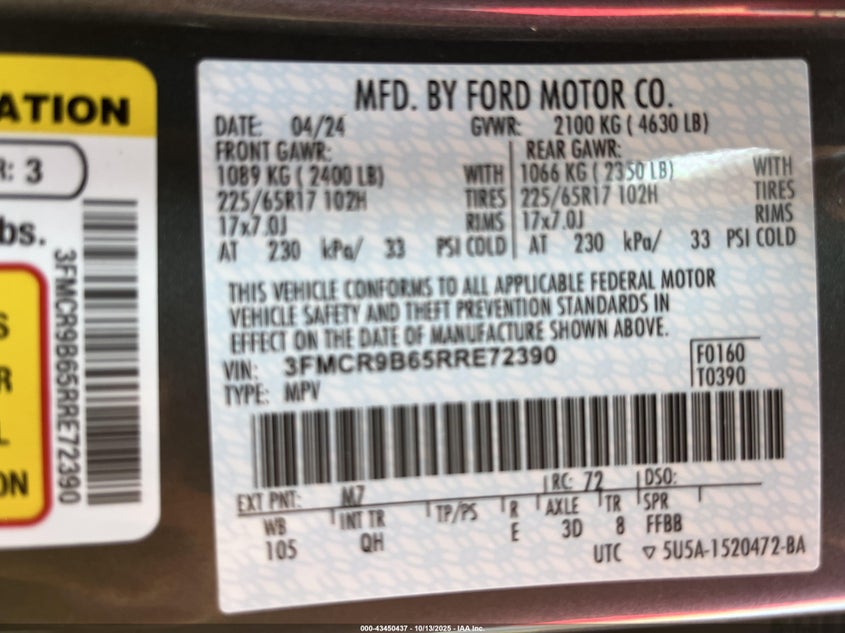 ATION
R: 3
bs.
S
R
L
ON
3FMCR9B65RRE72390
MFD. BY FORD MOTOR CO.
DATE: 04/24 GVWR: 2100 KG ( 4630 LB)
FRONT GAWR: REAR GAWR:
1089 KG ( 2400 LB) WITH 1066 KG ( 2350 LB) WITH
225/65R17 102H TIRES 225/65R17 102H TIRES
17x7.0J RIMS 17x7.0J RIMS
AT 230 kPa/ 33 PSI COLD AT 230 kPa/ 33 PSI COLD
THIS VEHICLE CONFORMS TO ALL APPLICABLE FEDERAL MOTOR
VEHICLE SAFETY AND THEFT PREVENTION STANDARDS IN
EFFECT ON THE DATE OF MANUFACTURE SHOWN ABOVE.
VIN: 3FMCR9B65RRE72390 F0160
TYPE: MPV T0390
EXT PNT: M7 RC: 72 DSO:
WB INT TR TP/PS R AXLE TR SPR
105 QH E 3D 8 FFBB
UTC ▽ 5U5A-1520472-BA
000-43450437 - 10/13/2025 - IAA Inc.